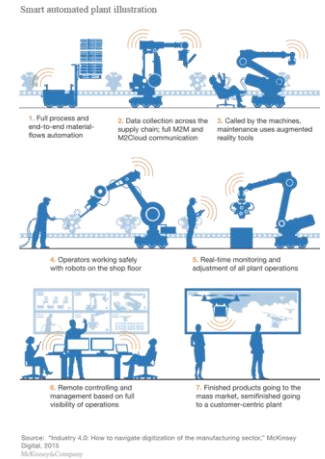 Smart automated plant illustration
1. Full process and
end-to-end material-
flows automation
2. Data collection across the
supply chain; full M2M and
M2Cloud communication
3. Called by the machines,
maintenance uses augmented
reality tools
4. Operators working safely
with robots on the shop floor
5. Real-time monitoring and
adjustment of all plant operations
6. Remote controlling and
management based on full
visibility of operations
7. Finished products going to the
mass market, semifinished going
to a customer-centric plant
Source: "Industry 4.0: How to navigate digitization of the manufacturing sector," McKinsey
Digital, 2015
McKinsey&Company